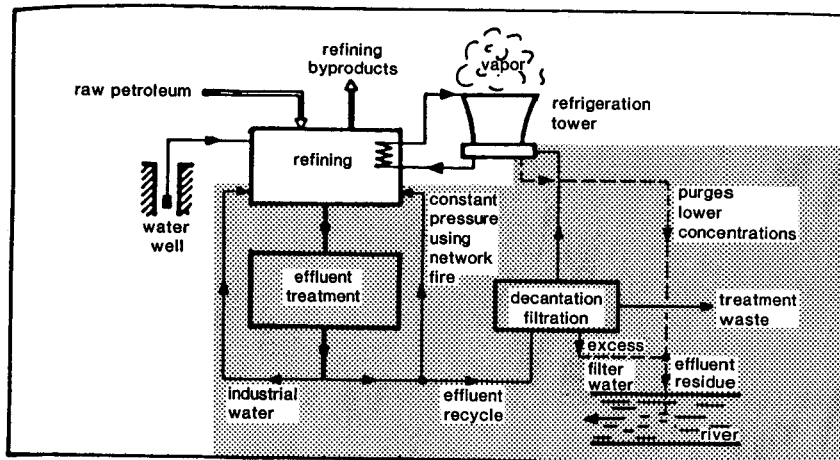 refining
byproducts
raw petroleum
vapor
refrigeration
tower
refining
water
well
constant
pressure
using
network
fire
purges
lower
concentrations
effluent
treatment
decantation
filtration
treatment
waste
excess
filter
water
effluent
residue
industrial
water
effluent
recycle
river